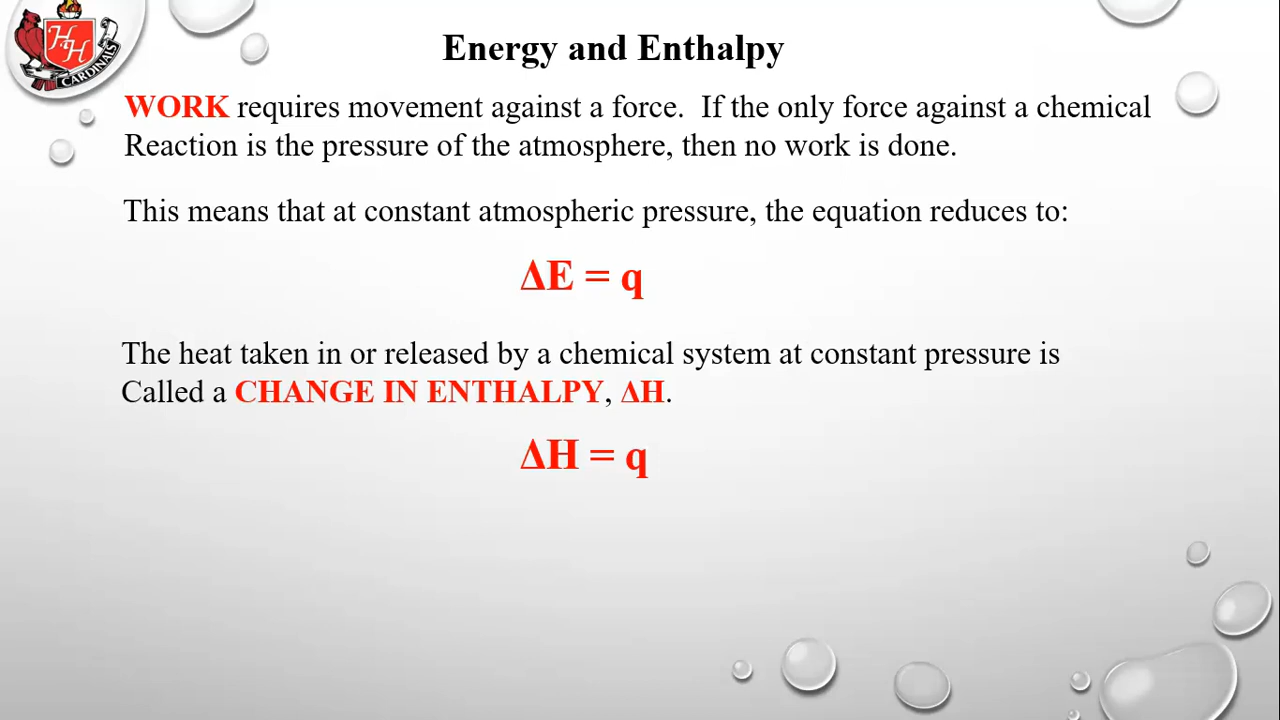 HH
CARDINALS
Energy and Enthalpy
WORK requires movement against a force. If the only force against a chemical
Reaction is the pressure of the atmosphere, then no work is done.
This means that at constant atmospheric pressure, the equation reduces to:
ΔE = q
The heat taken in or released by a chemical system at constant pressure is
Called a CHANGE IN ENTHALPY, ΔH.
ΔH = q